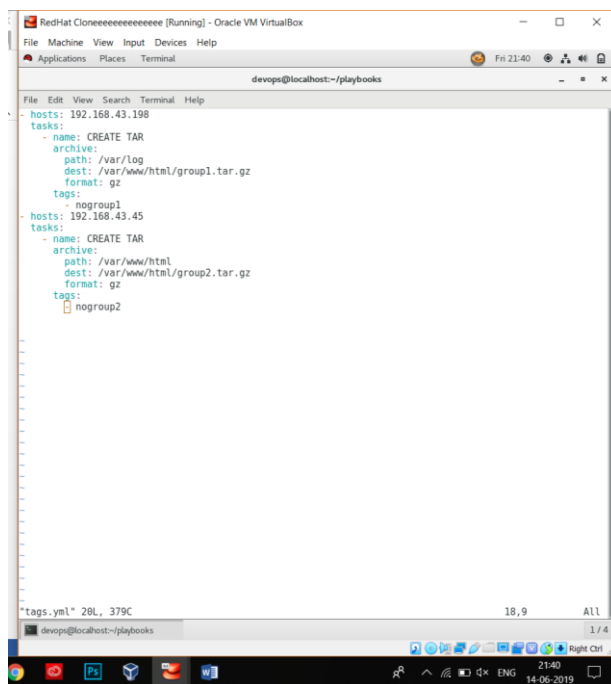 RedHat Cloneeeeeeeeeeeeee [Running] - Oracle VM VirtualBox
File Machine View Input Devices Help
Applications Places Terminal Fri 21:40
devops@localhost:~/playbooks
File Edit View Search Terminal Help
- hosts: 192.168.43.198
  tasks:
    - name: CREATE TAR
      archive:
        path: /var/log
        dest: /var/www/html/group1.tar.gz
        format: gz
      tags:
        - nogroup1
- hosts: 192.168.43.45
  tasks:
    - name: CREATE TAR
      archive:
        path: /var/www/html
        dest: /var/www/html/group2.tar.gz
        format: gz
      tags:
        - nogroup2
"tags.yml" 20L, 379C 18,9 All
devops@localhost:~/playbooks 1 / 4
Right Ctrl
Ps W ENG 21:40
14-06-2019